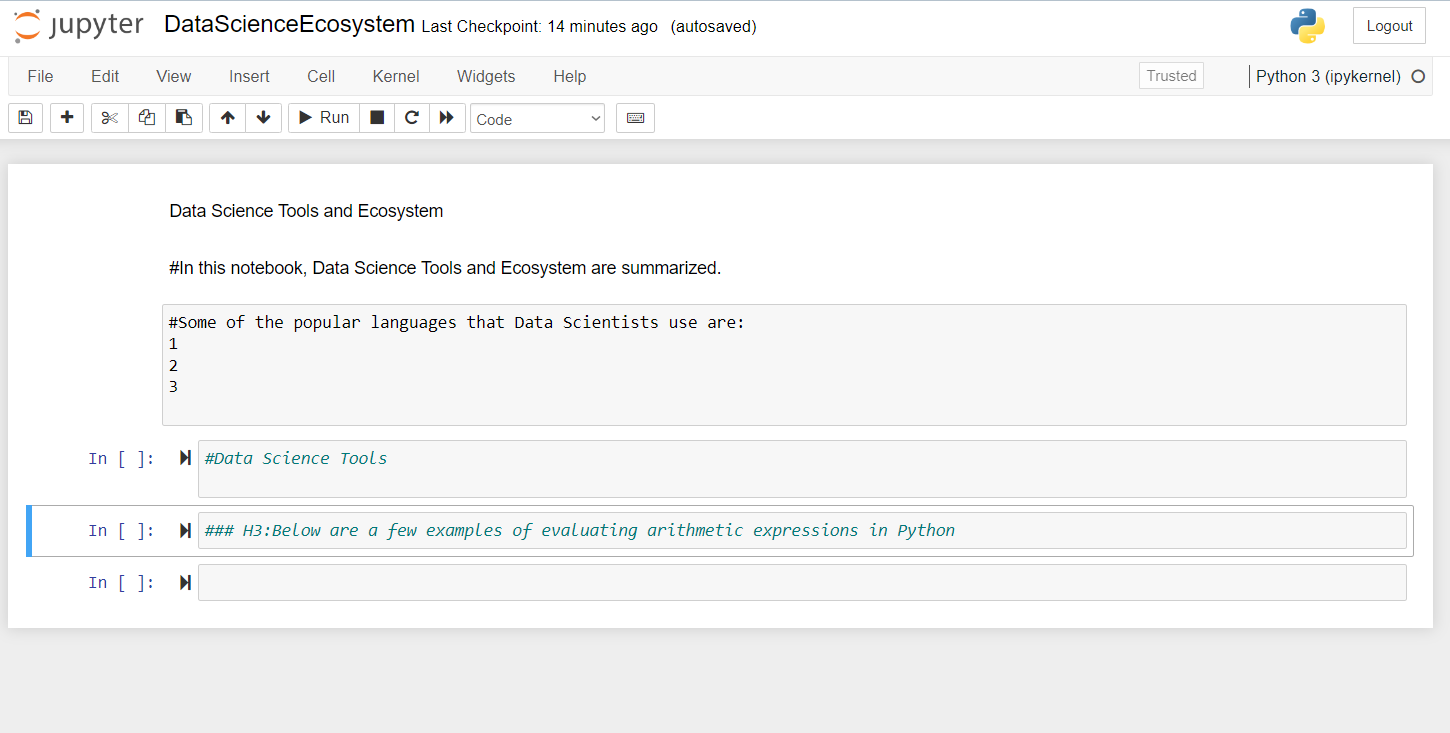 jupyter DataScienceEcosystem Last Checkpoint: 14 minutes ago (autosaved) Logout
File Edit View Insert Cell Kernel Widgets Help Trusted Python 3 (ipykernel)
Run Code
Data Science Tools and Ecosystem
#In this notebook, Data Science Tools and Ecosystem are summarized.
#Some of the popular languages that Data Scientists use are:
1
2
3
In [ ]: #Data Science Tools
In [ ]: ### H3:Below are a few examples of evaluating arithmetic expressions in Python
In [ ]: